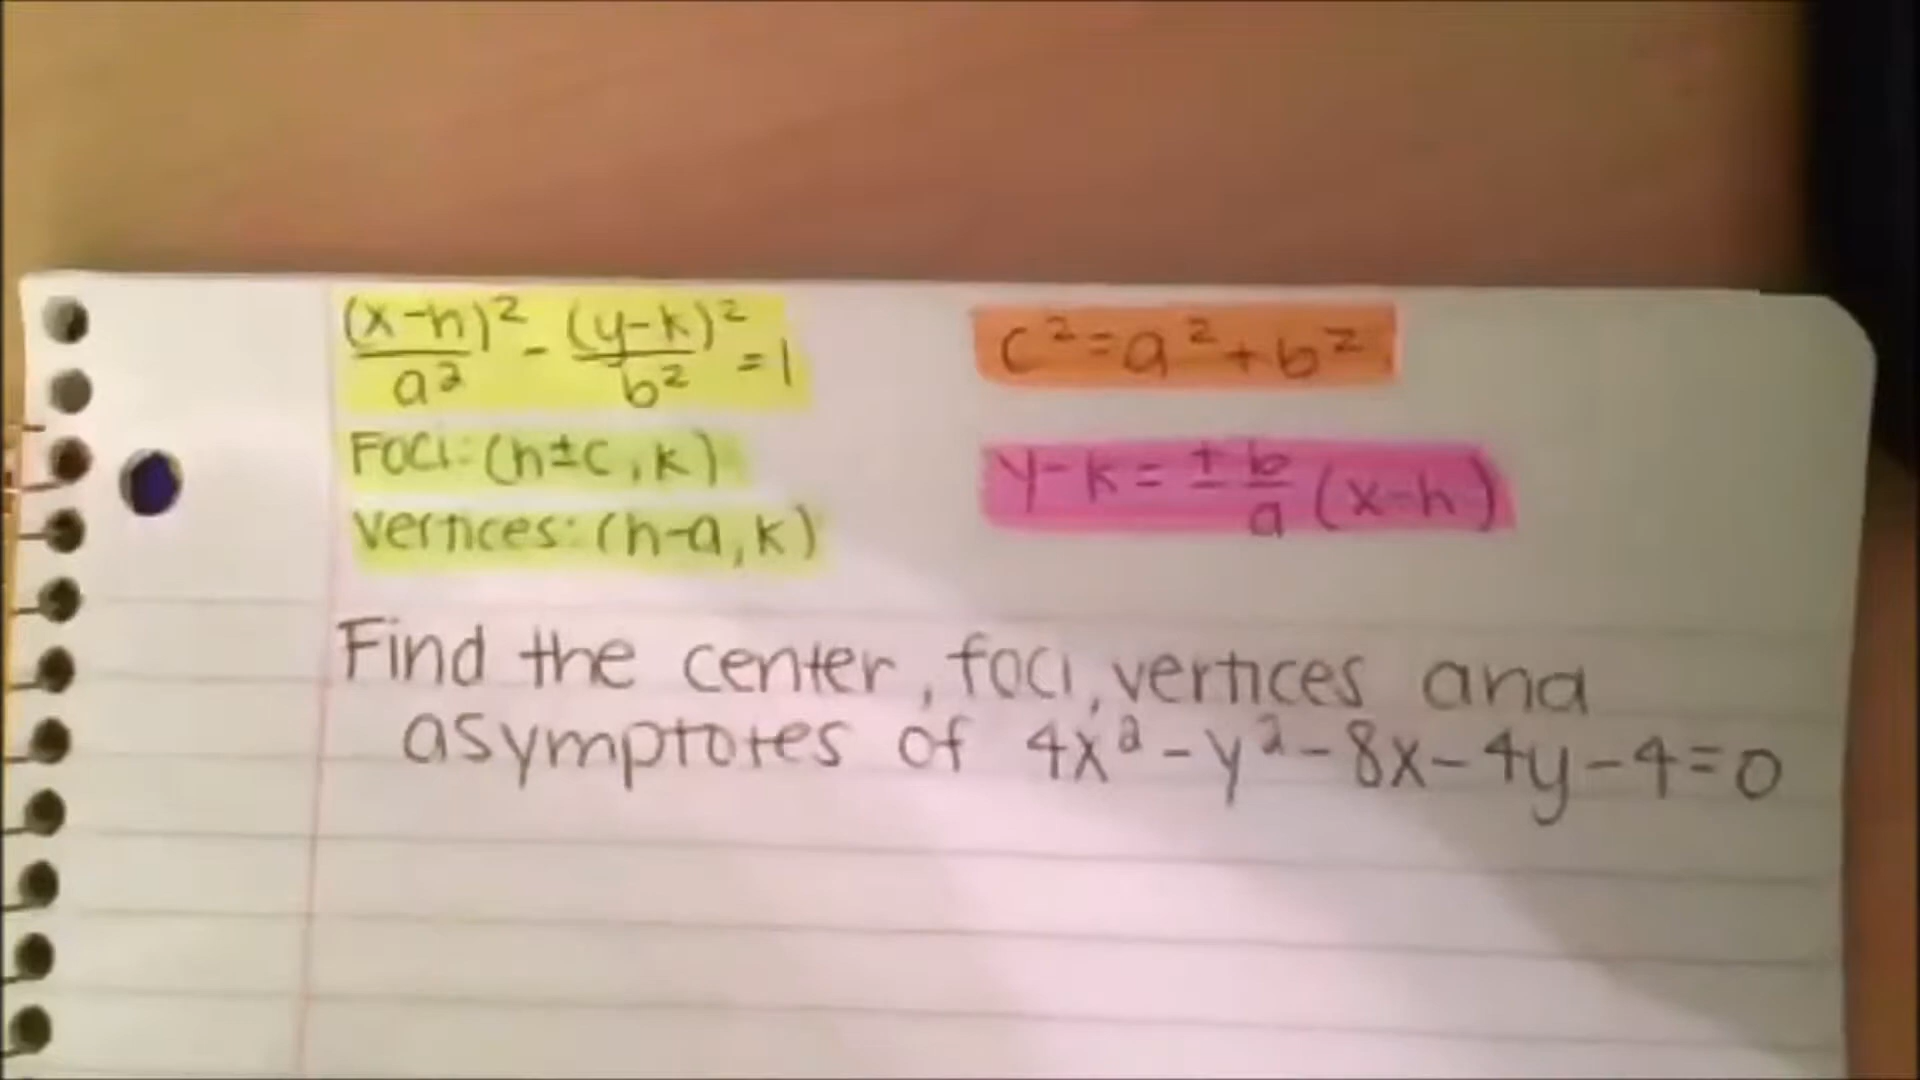 (x-h)²/a² - (y-k)²/b² = 1
c²=a²+b²
Foci: (h±c, k)
y-k = ± b/a (x-h)
vertices: (h-a, k)
Find the center, foci, vertices and
asymptotes of 4x²-y²-8x-4y-4=0